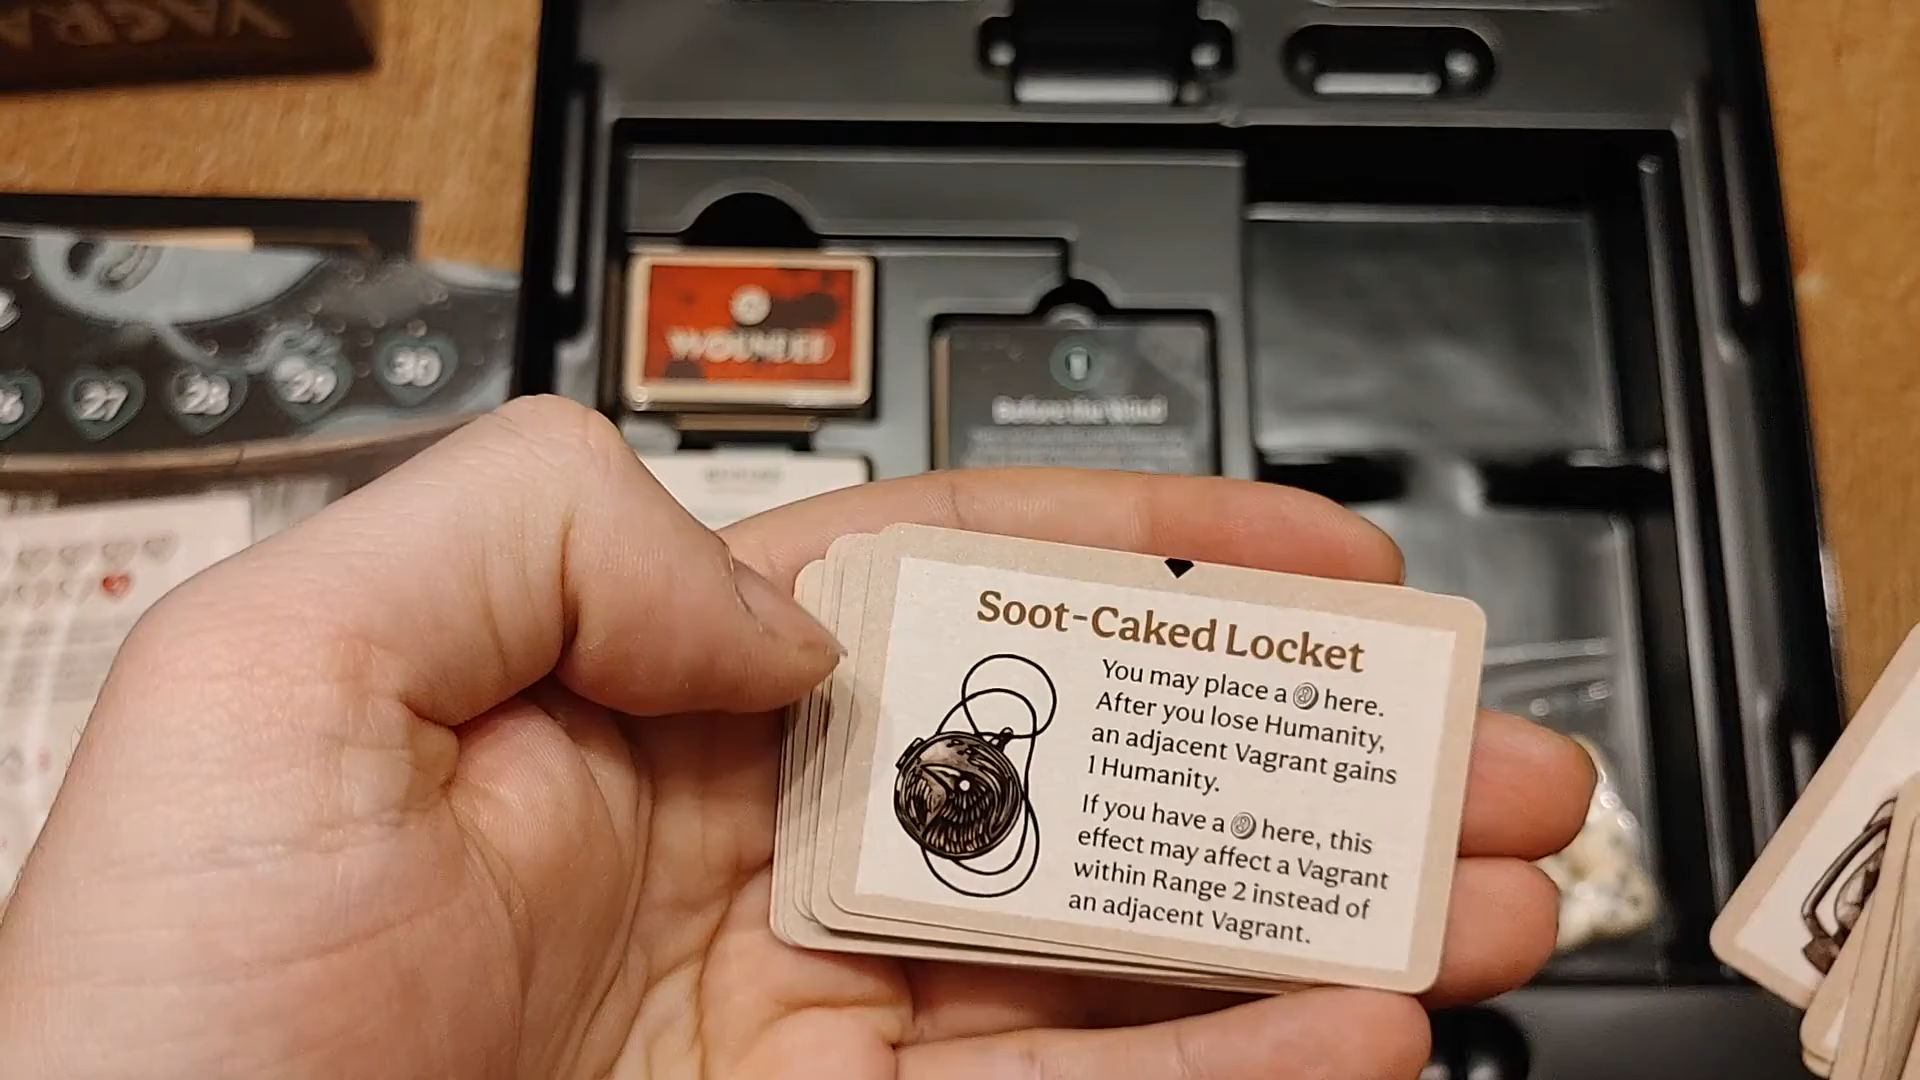 VAGRA
27
28
29
30
WOUNDED
1
Before the Wind
Soot-Caked Locket
You may place a here.
After you lose Humanity,
an adjacent Vagrant gains
1 Humanity.
If you have a here, this
effect may affect a Vagrant
within Range 2 instead of
an adjacent Vagrant.